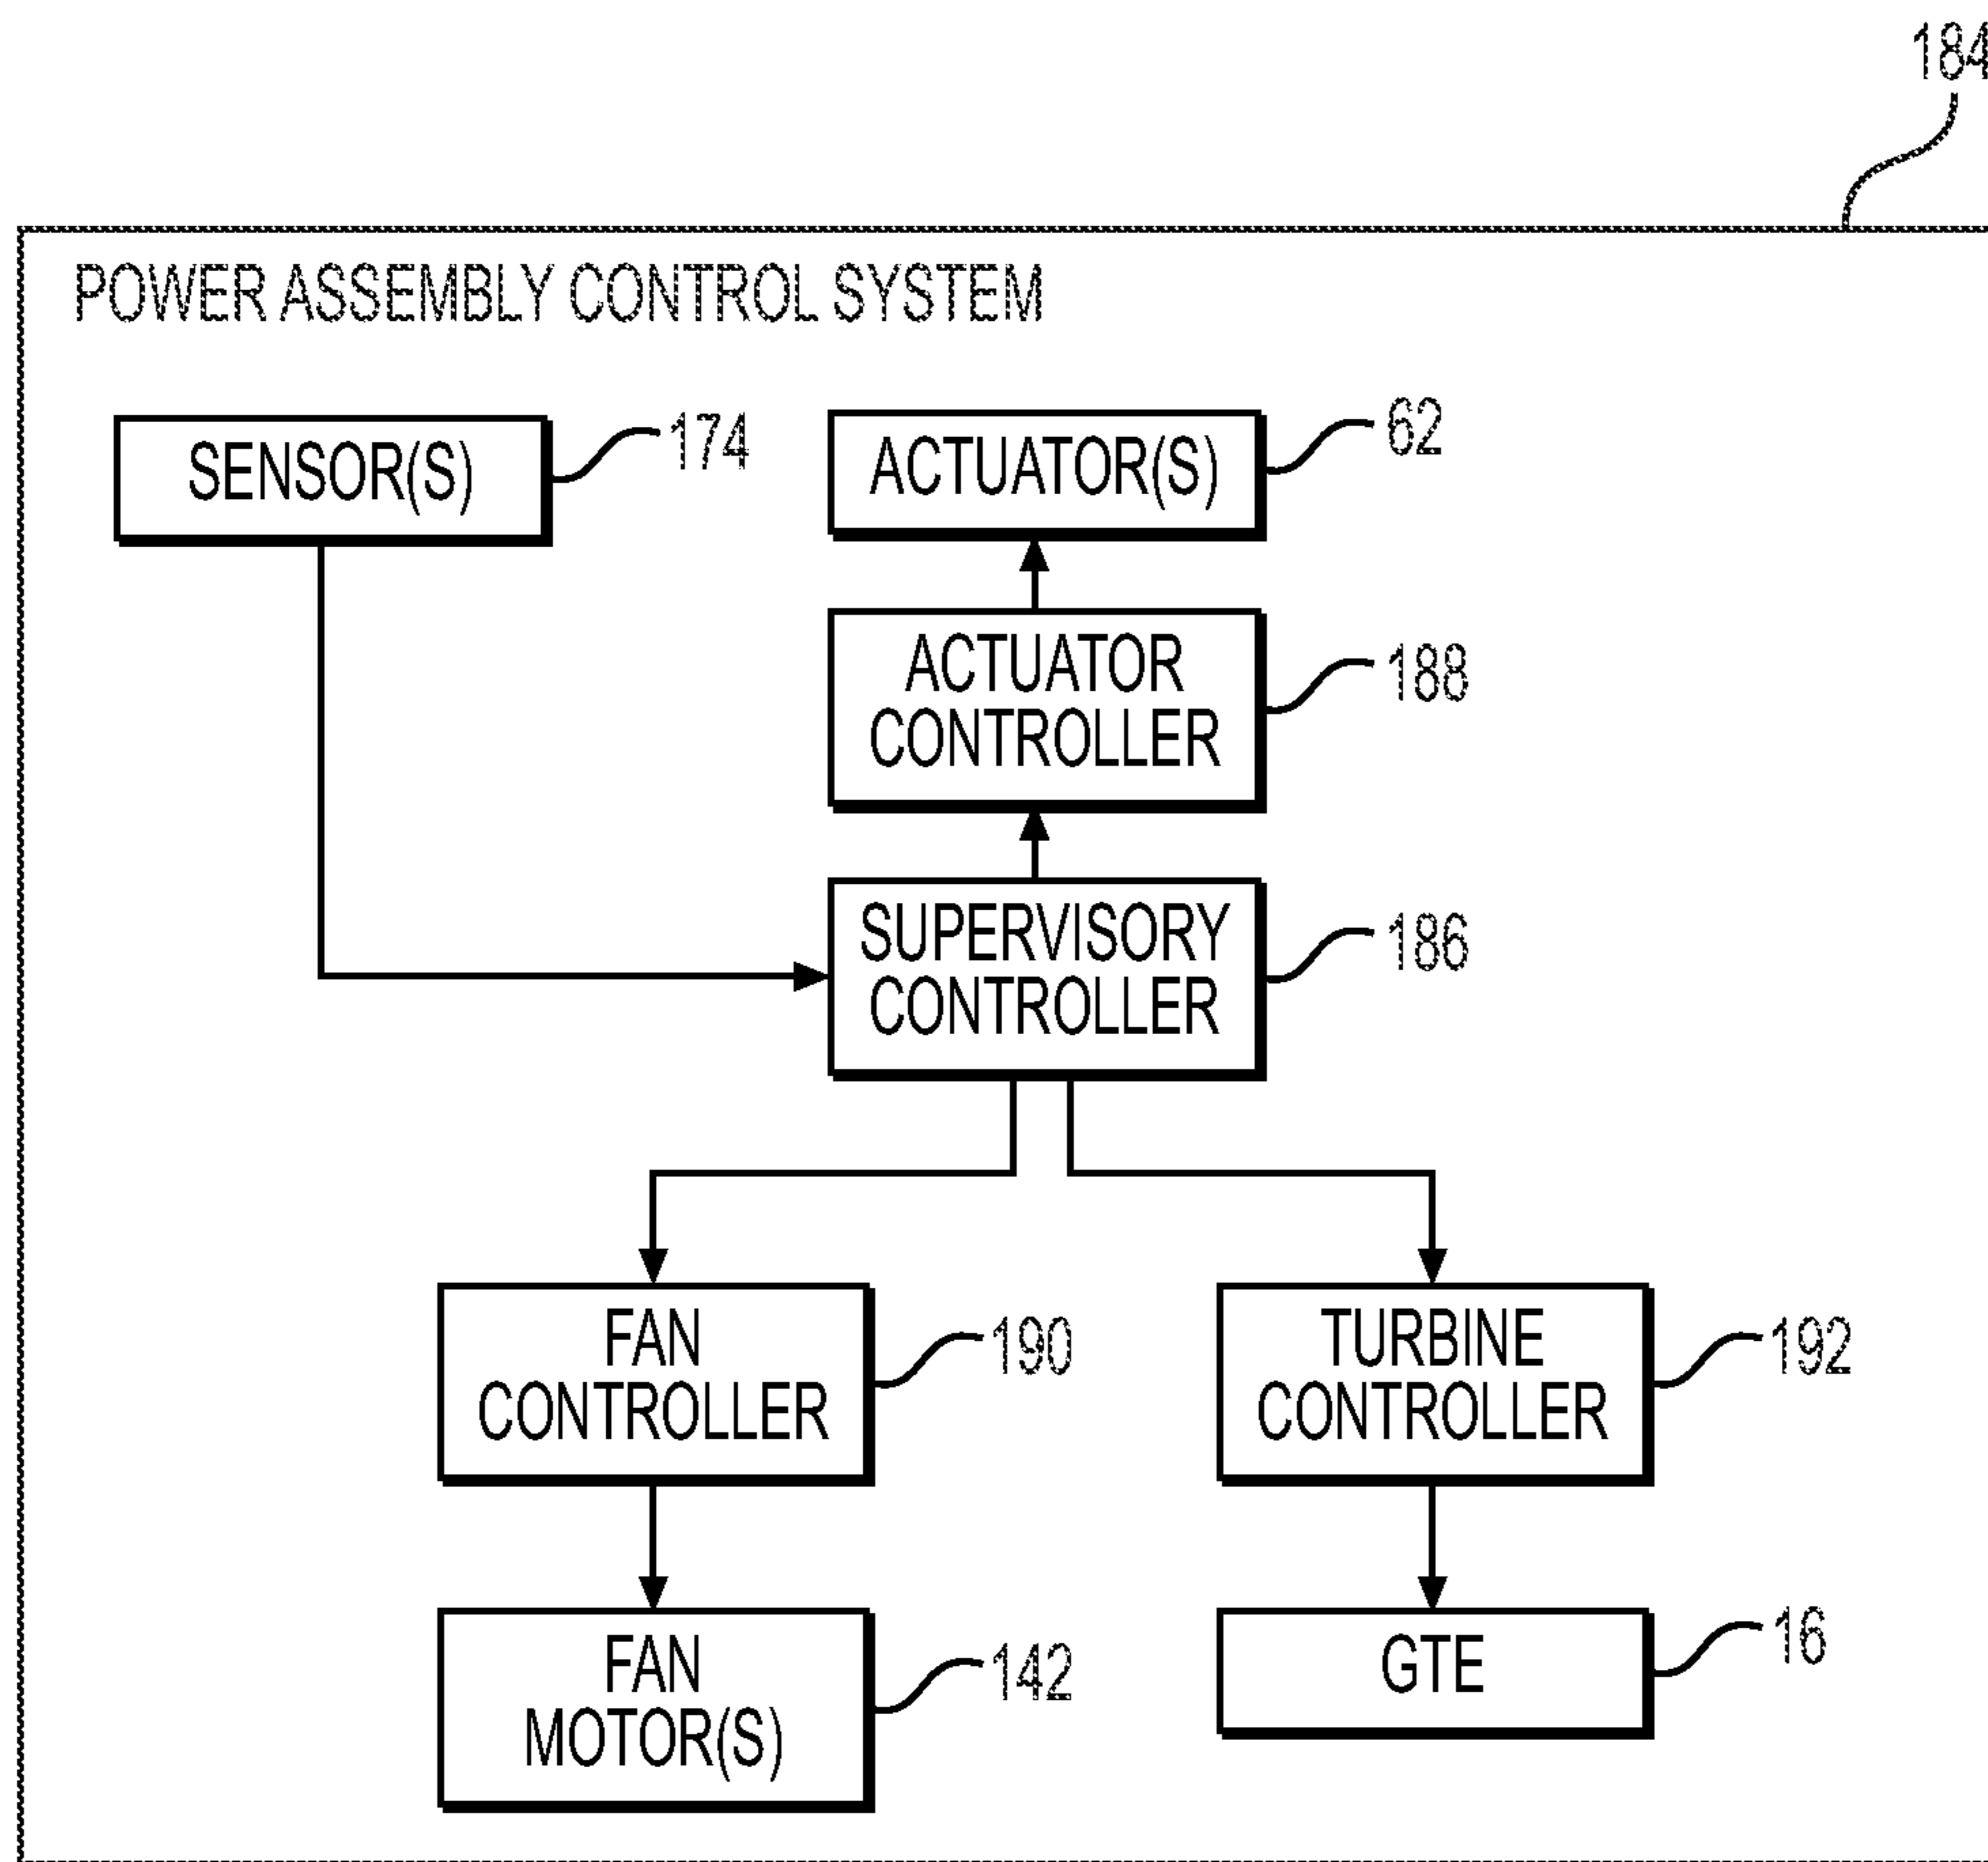 184
POWER ASSEMBLY CONTROL SYSTEM
SENSOR(S)
174
ACTUATOR(S)
62
ACTUATOR
CONTROLLER
188
SUPERVISORY
CONTROLLER
186
FAN
CONTROLLER
190
TURBINE
CONTROLLER
192
FAN
MOTOR(S)
142
GTE
16